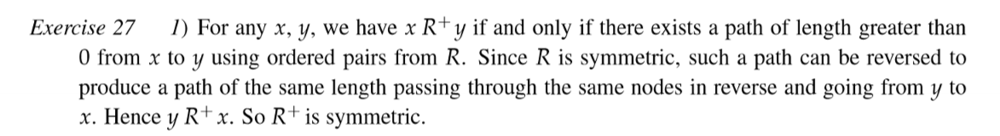 Exercise 27 1) For any x, y, we have x R⁺ y if and only if there exists a path of length greater than
0 from x to y using ordered pairs from R. Since R is symmetric, such a path can be reversed to
produce a path of the same length passing through the same nodes in reverse and going from y to
x. Hence y R⁺ x. So R⁺ is symmetric.